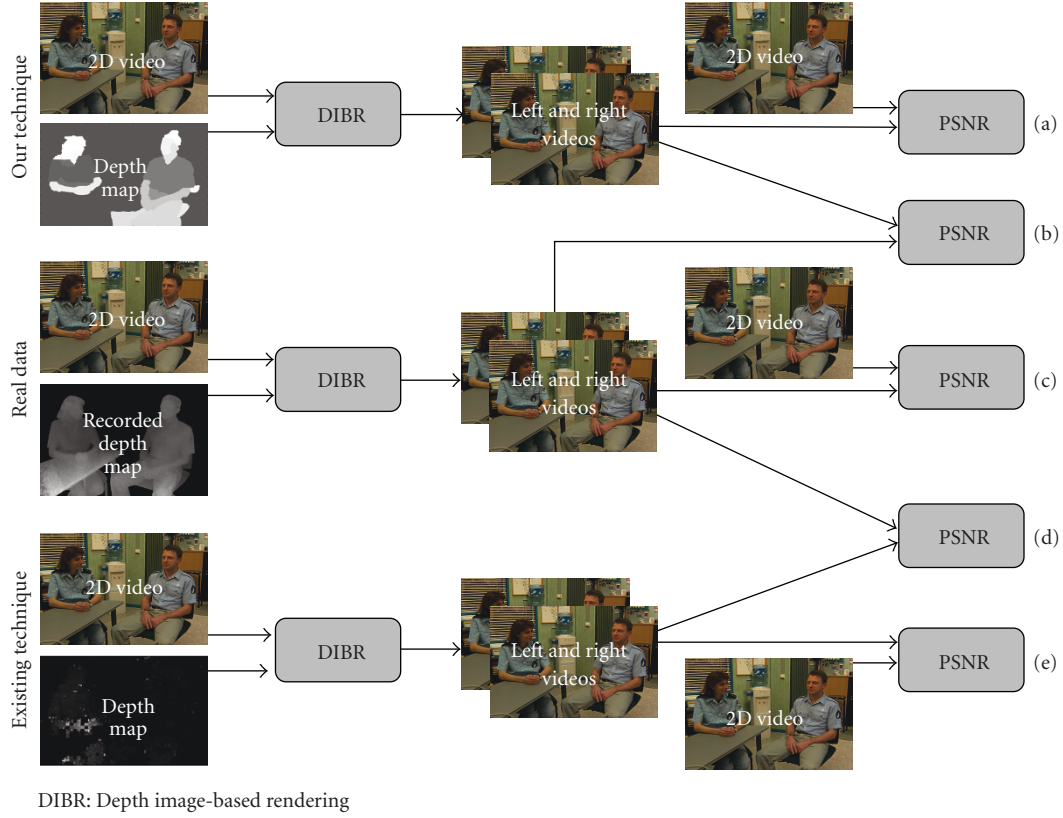 Our technique
2D video
Depth
map
DIBR
Left and right
videos
2D video
PSNR
(a)
PSNR
(b)
Real data
2D video
Recorded
depth
map
DIBR
Left and right
videos
2D video
PSNR
(c)
PSNR
(d)
Existing technique
2D video
Depth
map
DIBR
Left and right
videos
2D video
PSNR
(e)
DIBR: Depth image-based rendering